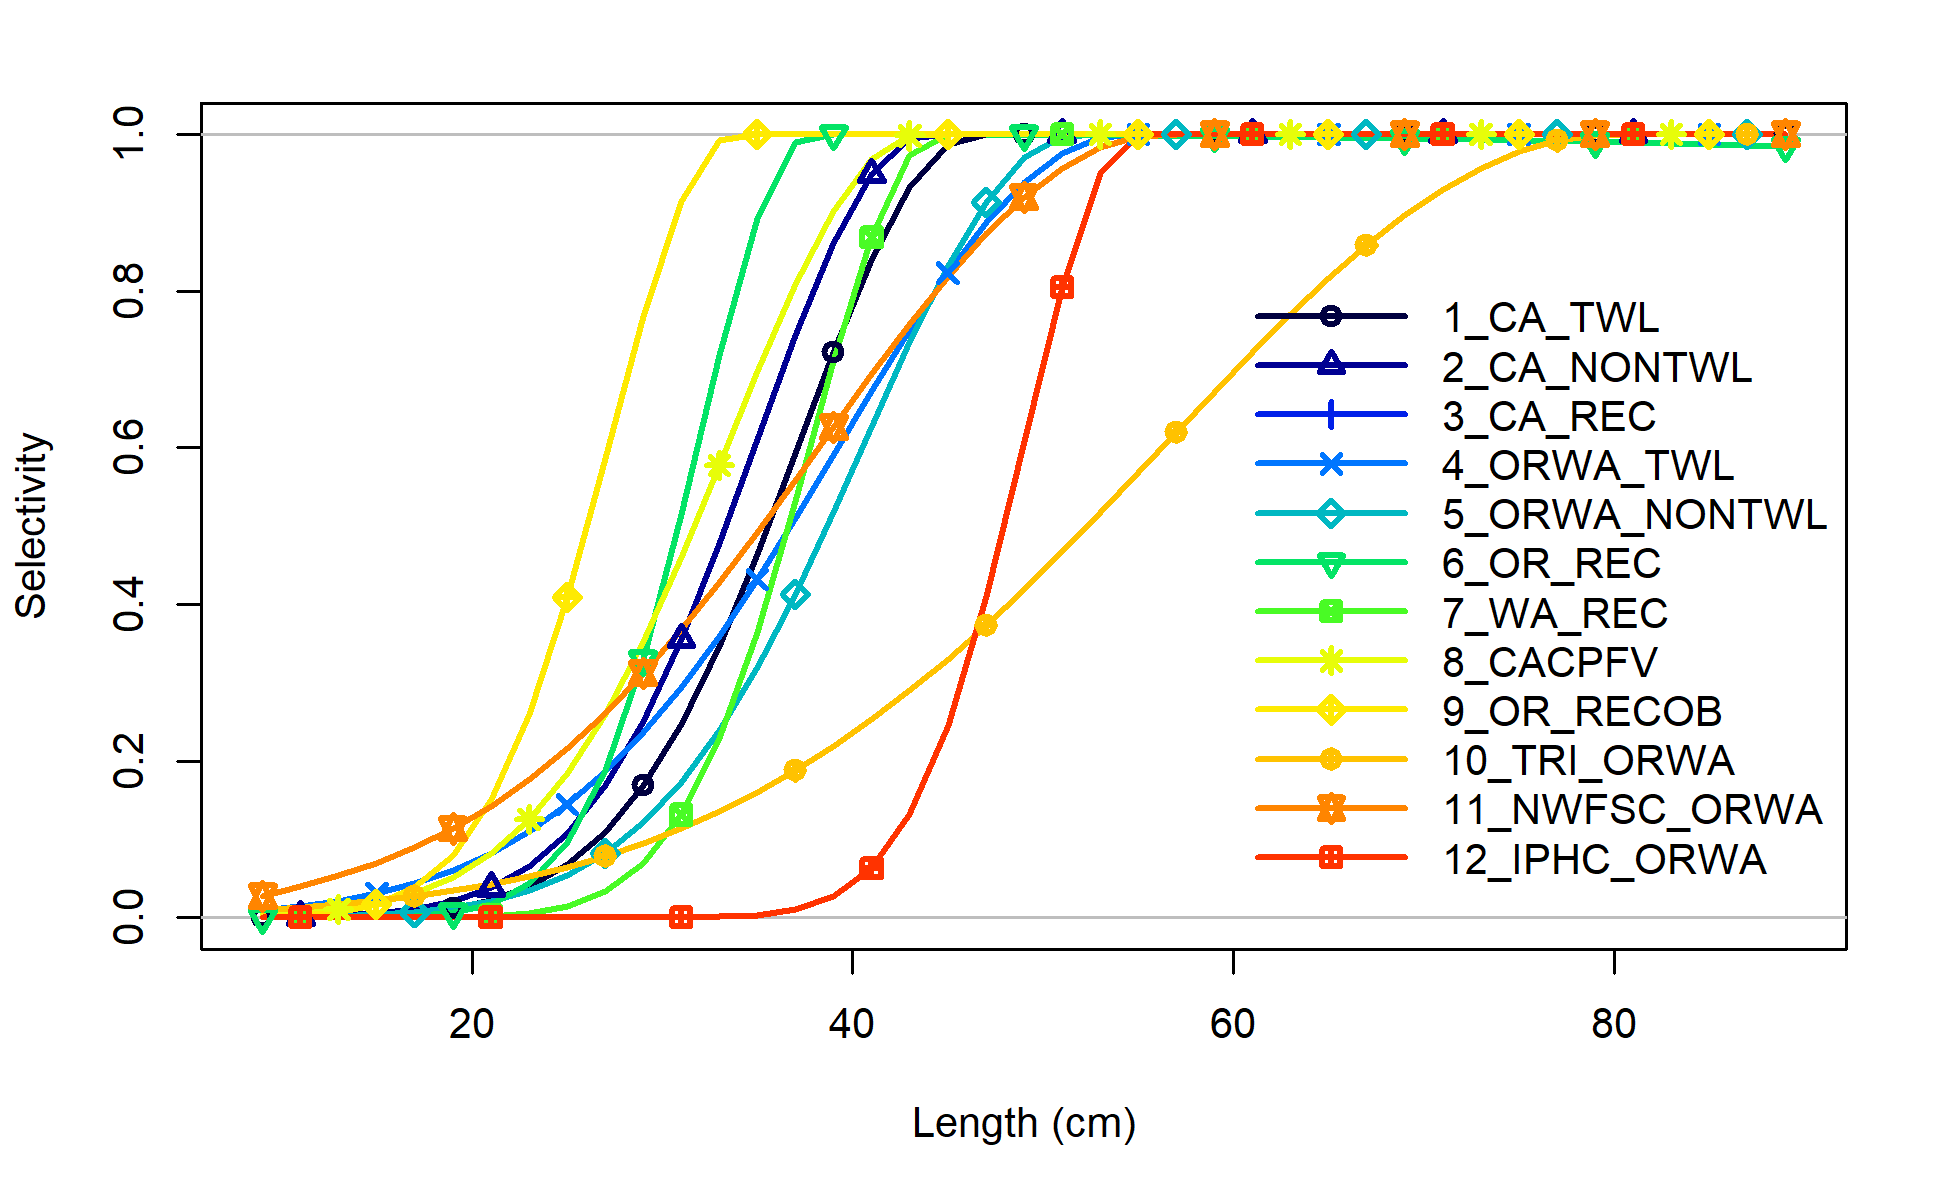 Selectivity
1.0
0.8
0.6
0.4
0.2
0.0
1_CA_TWL
2_CA_NONTWL
3_CA_REC
4_ORWA_TWL
5_ORWA_NONTWL
6_OR_REC
7_WA_REC
8_CACPFV
9_OR_RECOB
10_TRI_ORWA
11_NWFSC_ORWA
12_IPHC_ORWA
20 40 60 80
Length (cm)